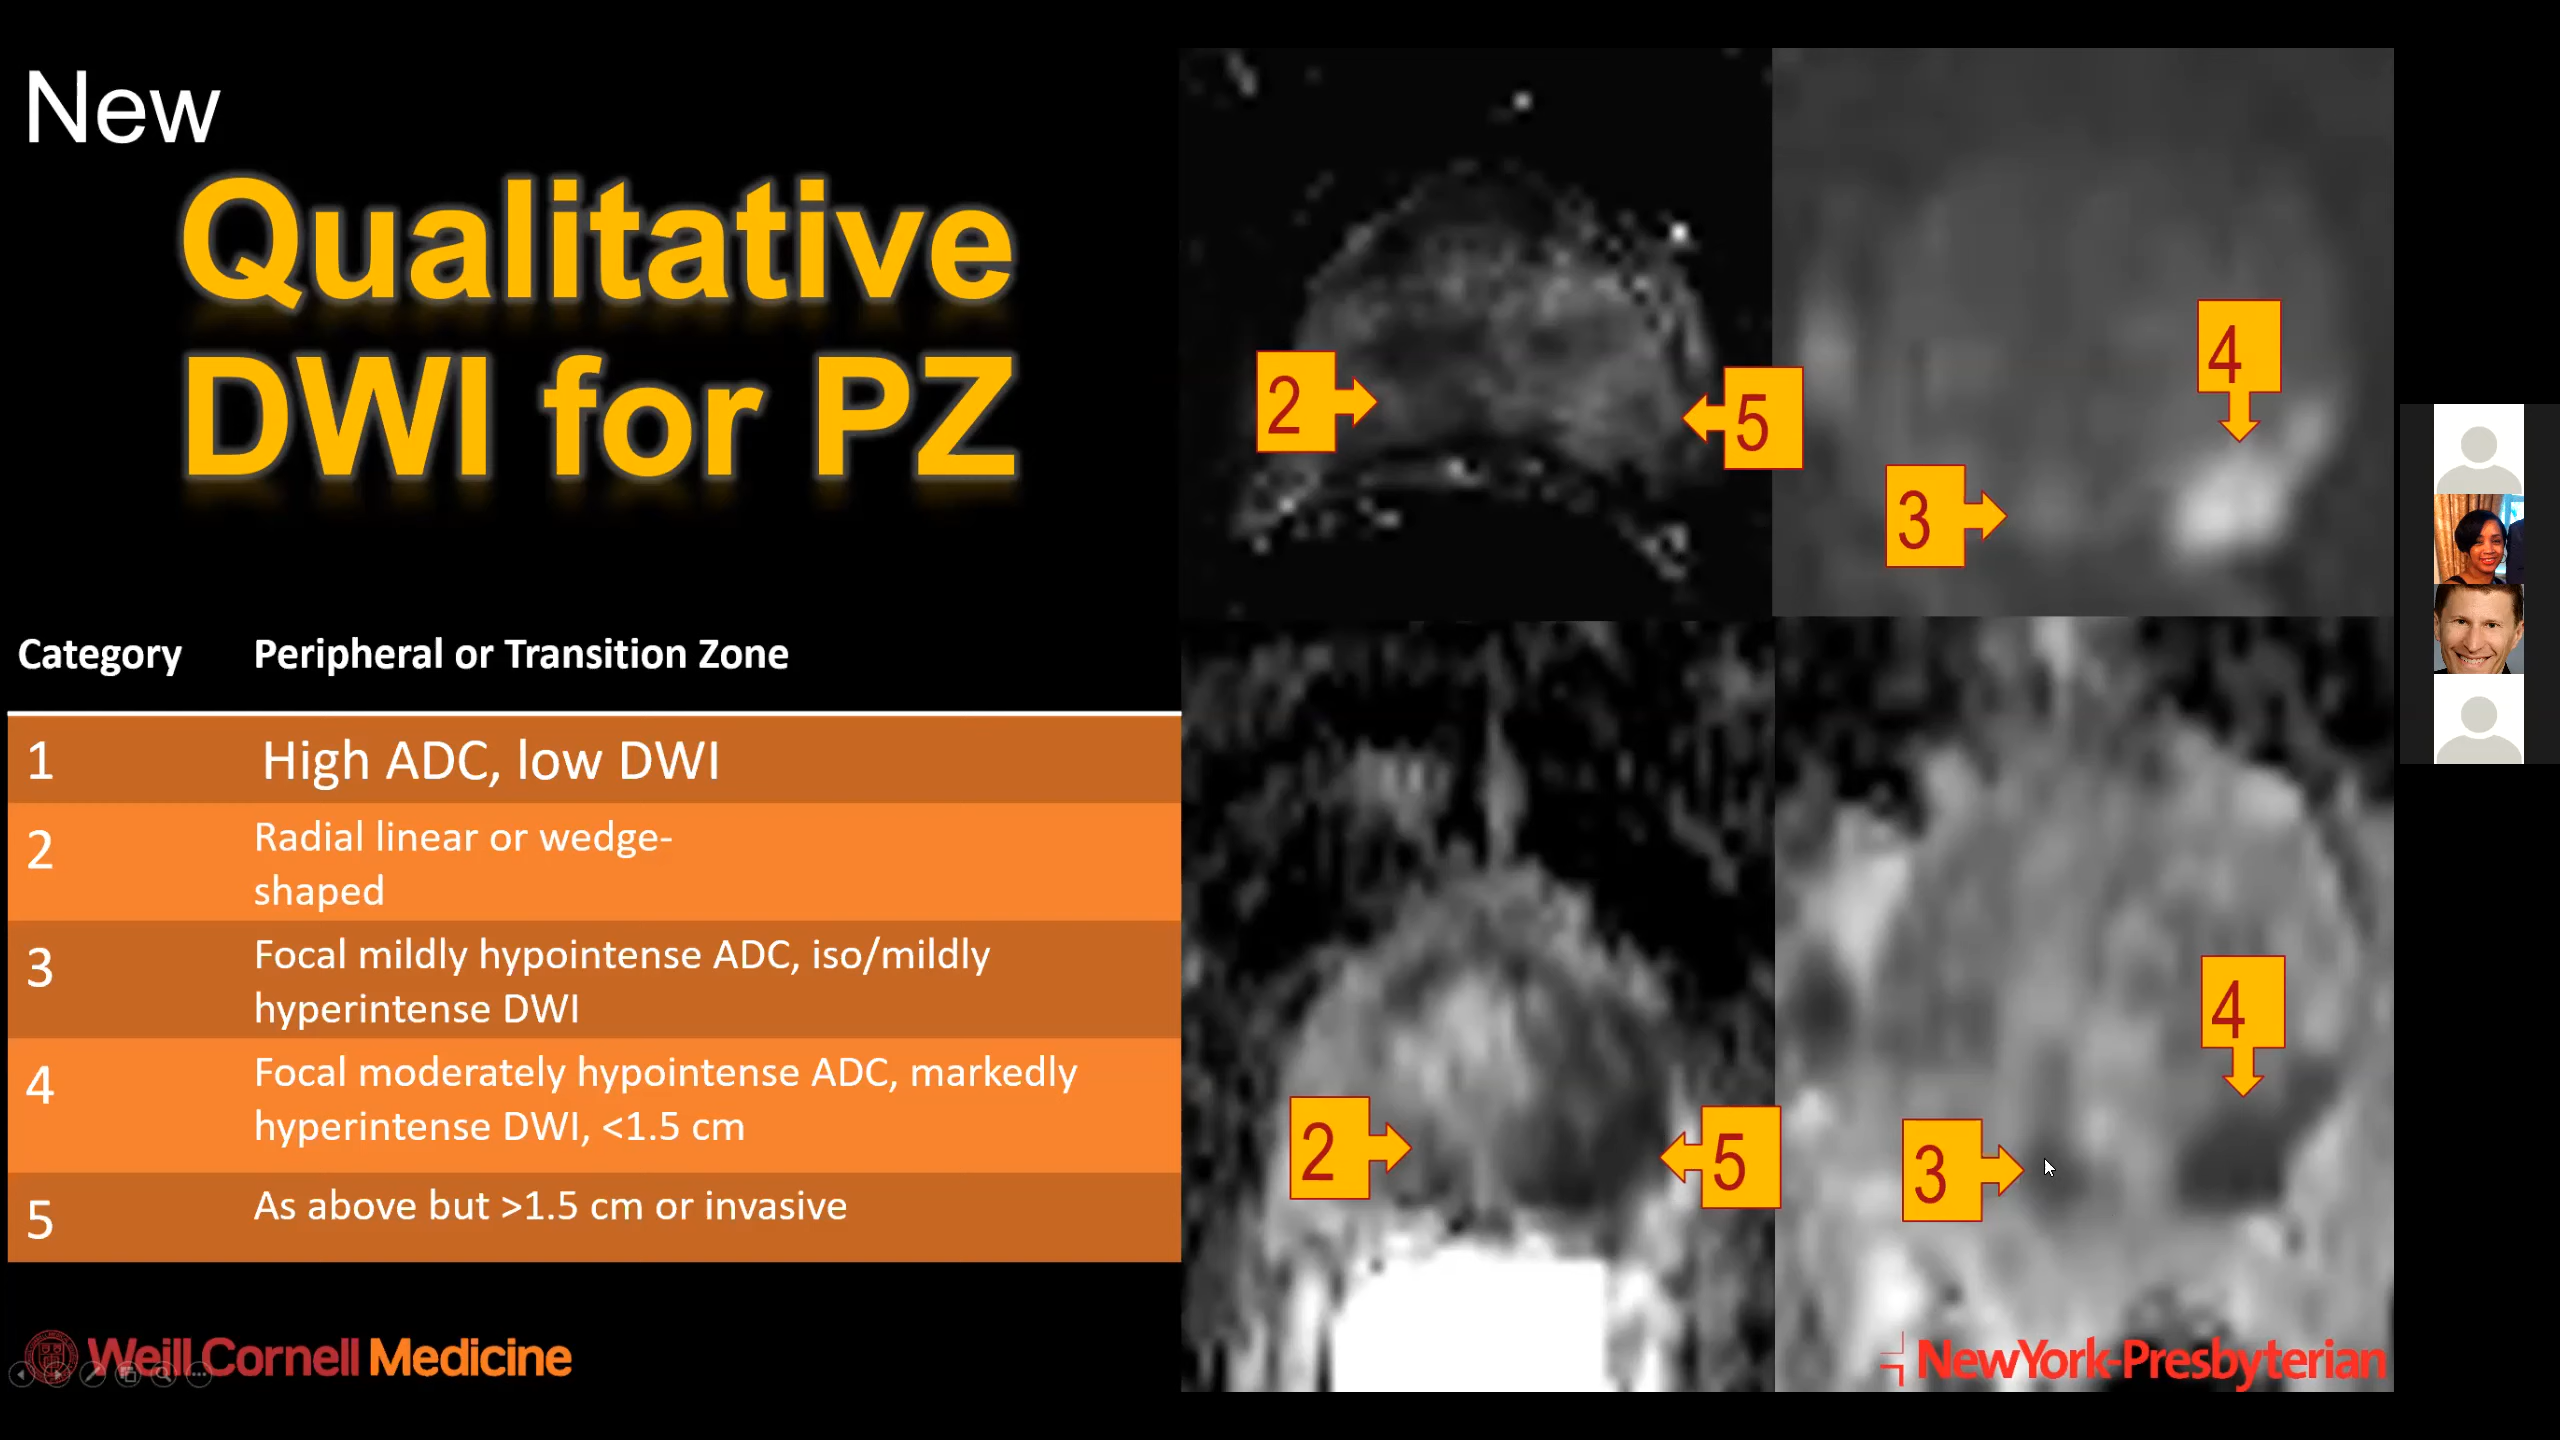 New
Qualitative
DWI for PZ
Category Peripheral or Transition Zone
1 High ADC, low DWI
2 Radial linear or wedge-
shaped
3 Focal mildly hypointense ADC, iso/mildly
hyperintense DWI
4 Focal moderately hypointense ADC, markedly
hyperintense DWI, <1.5 cm
5 As above but >1.5 cm or invasive
Weill Cornell Medicine
2
5
4
3
2
5
4
3
NewYork-Presbyterian